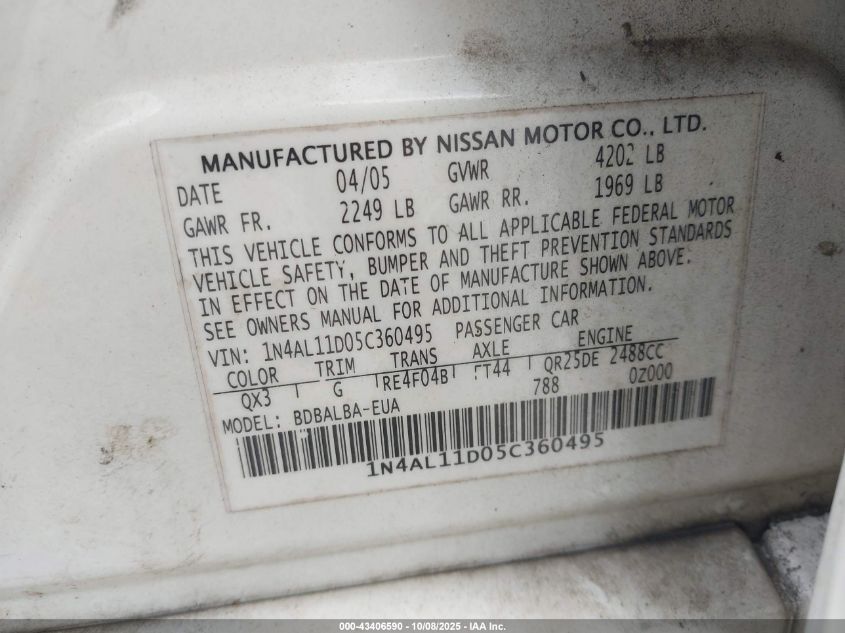 MANUFACTURED BY NISSAN MOTOR CO., LTD.
DATE 04/05 GVWR 4202 LB
GAWR FR. 2249 LB GAWR RR. 1969 LB
THIS VEHICLE CONFORMS TO ALL APPLICABLE FEDERAL MOTOR
VEHICLE SAFETY, BUMPER AND THEFT PREVENTION STANDARDS
IN EFFECT ON THE DATE OF MANUFACTURE SHOWN ABOVE.
SEE OWNERS MANUAL FOR ADDITIONAL INFORMATION.
VIN: 1N4AL11D05C360495 PASSENGER CAR
COLOR TRIM TRANS AXLE ENGINE
QX3 G RE4F04B FT44 QR25DE 2488CC
MODEL: BDBALBA-EUA 788 0Z000
1N4AL11D05C360495
000-43406590 - 10/08/2025 - IAA Inc.